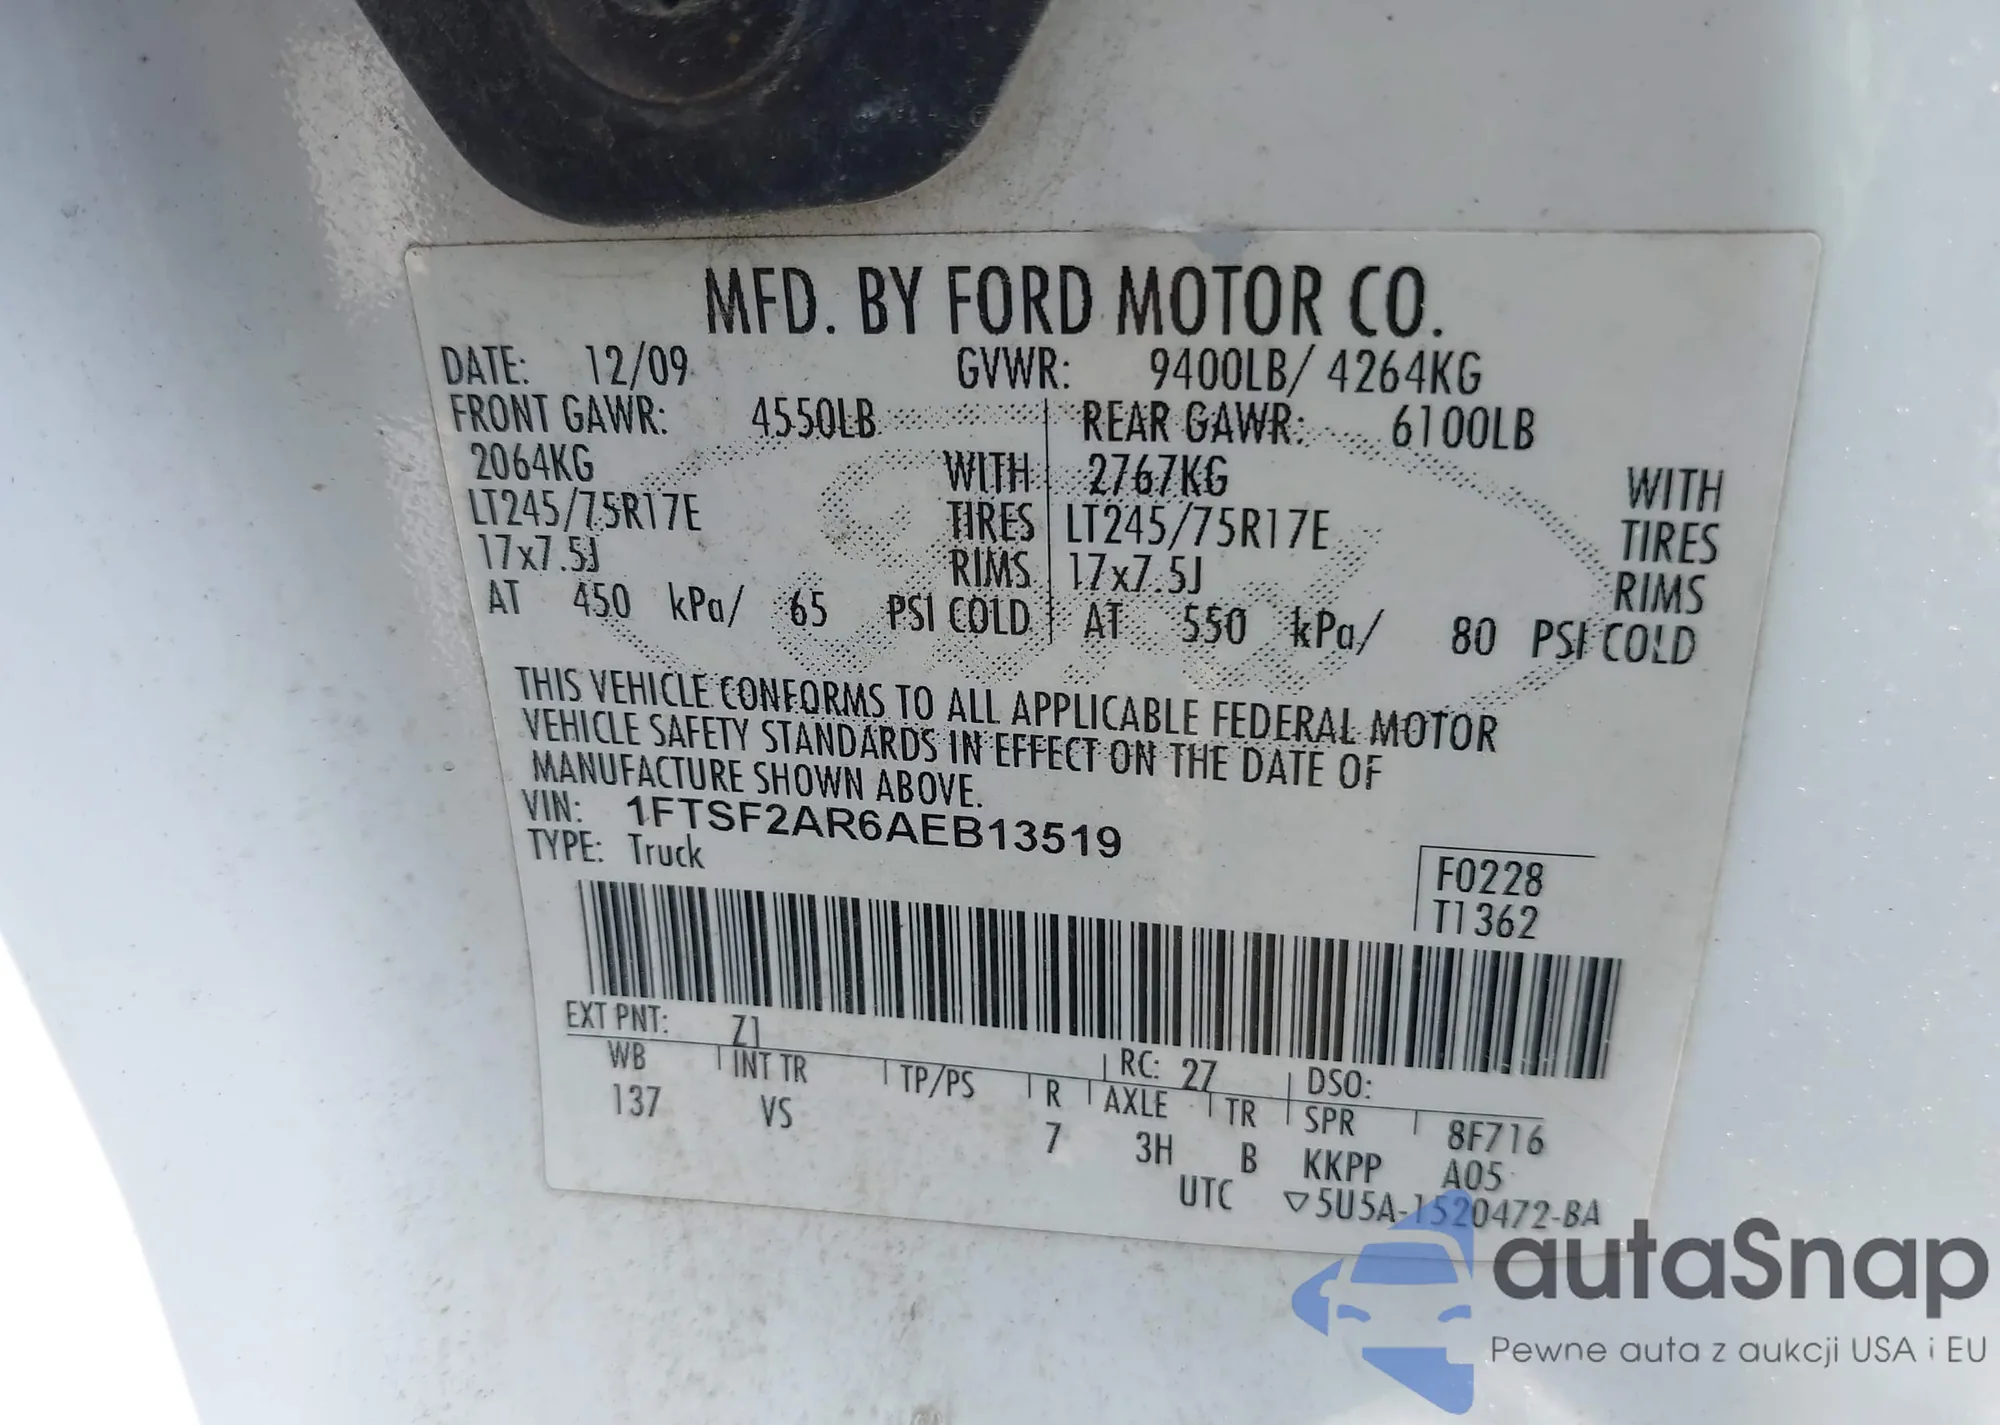 MFD. BY FORD MOTOR CO.
DATE: 12/09 GVWR: 9400LB/ 4264KG
FRONT GAWR: 4550LB REAR GAWR: 6100LB
2064KG WITH 2767KG WITH
LT245/75R17E TIRES LT245/75R17E TIRES
17x7.5J RIMS 17x7.5J RIMS
AT 450 kPa/ 65 PSI COLD AT 550 kPa/ 80 PSI COLD
THIS VEHICLE CONFORMS TO ALL APPLICABLE FEDERAL MOTOR
VEHICLE SAFETY STANDARDS IN EFFECT ON THE DATE OF
MANUFACTURE SHOWN ABOVE.
VIN: 1FTSF2AR6AEB13519
TYPE: Truck
F0228
T1362
EXT PNT: Z1 RC: 27 DSO:
WB INT TR TP/PS R AXLE TR SPR 8F716
137 VS 7 3H B KKPP A05
UTC ▽5U5A-1520472-BA
autaSnap
Pewne auta z aukcji USA i EU